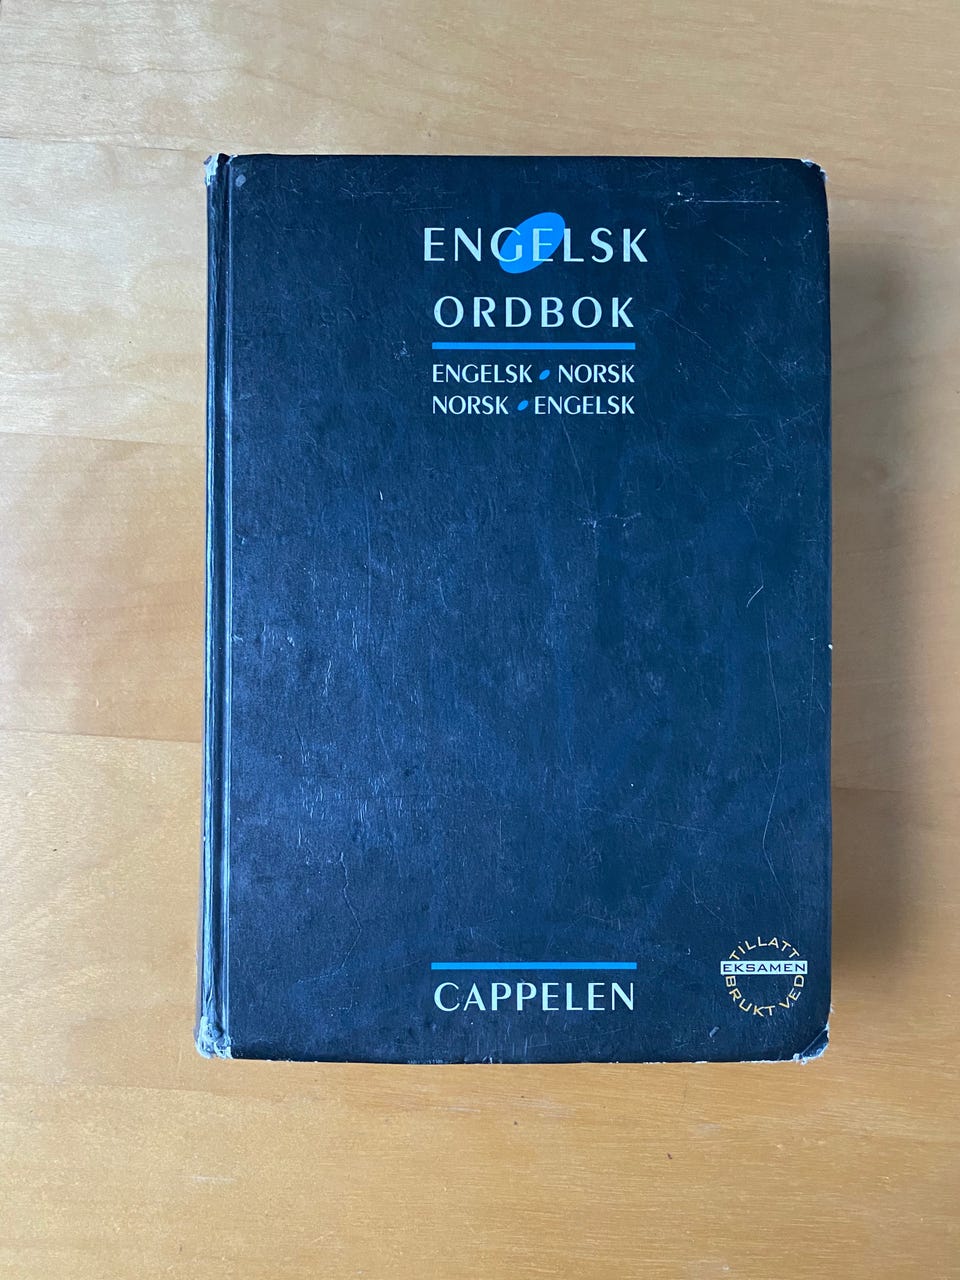 ENGELSK
ORDBOK
ENGELSK • NORSK
NORSK • ENGELSK
CAPPELEN
TILLATT
BRUKT VED
EKSAMEN